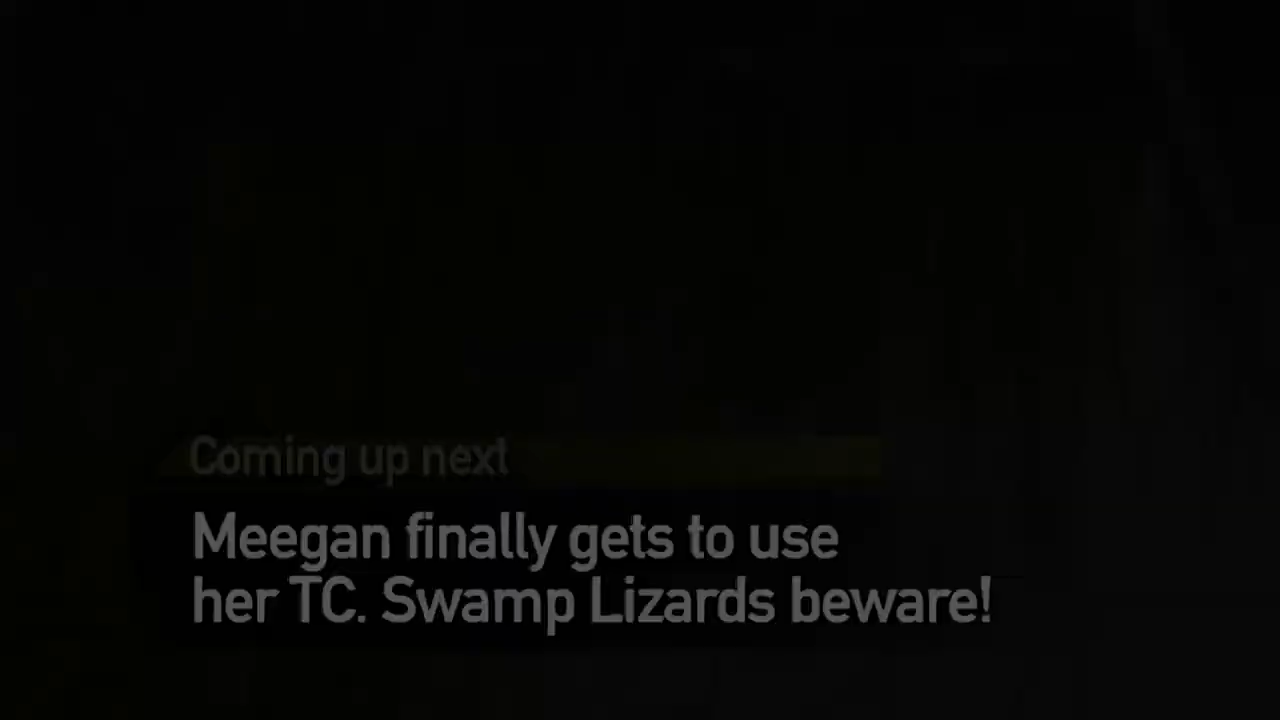 Coming up next
Meegan finally gets to use
her TC. Swamp Lizards beware!